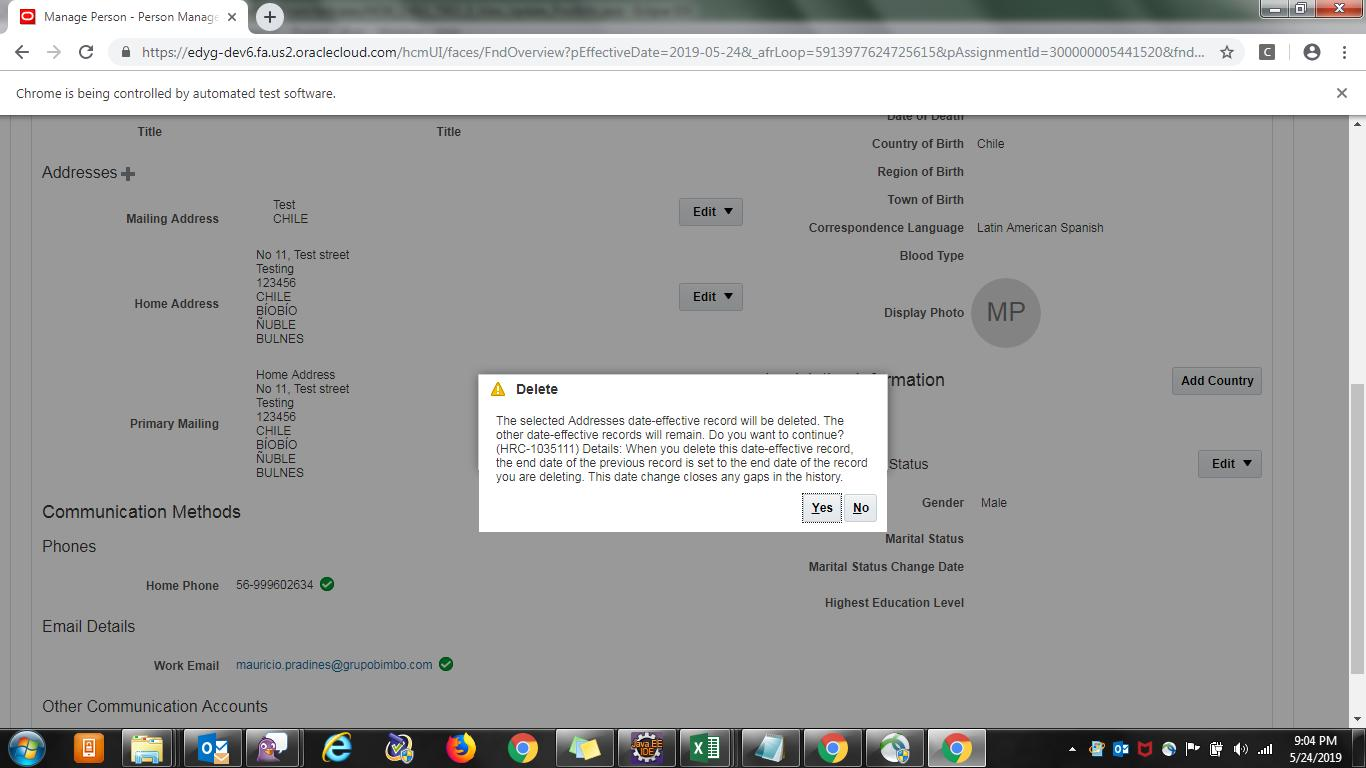 Manage Person - Person Manage
https://edyg-dev6.fa.us2.oraclecloud.com/hcmUI/faces/FndOverview?pEffectiveDate=2019-05-24&_afrLoop=5913977624725615&pAssignmentId=300000005441520&fnd...
C
Chrome is being controlled by automated test software.
Title Title
Addresses
Mailing Address
Test
CHILE
Edit
Home Address
No 11, Test street
Testing
123456
CHILE
BÍOBÍO
ÑUBLE
BULNES
Edit
Primary Mailing
Home Address
No 11, Test street
Testing
123456
CHILE
BÍOBÍO
ÑUBLE
BULNES
Communication Methods
Phones
Home Phone 56-999602634
Email Details
Work Email mauricio.pradines@grupobimbo.com
Other Communication Accounts
Date of Death
Country of Birth Chile
Region of Birth
Town of Birth
Correspondence Language Latin American Spanish
Blood Type
Display Photo MP
Add Country
Status
Edit
Gender Male
Marital Status
Marital Status Change Date
Highest Education Level
Delete
The selected Addresses date-effective record will be deleted. The
other date-effective records will remain. Do you want to continue?
(HRC-1035111) Details: When you delete this date-effective record,
the end date of the previous record is set to the end date of the record
you are deleting. This date change closes any gaps in the history.
Yes No
Java EE
IDE
9:04 PM
5/24/2019